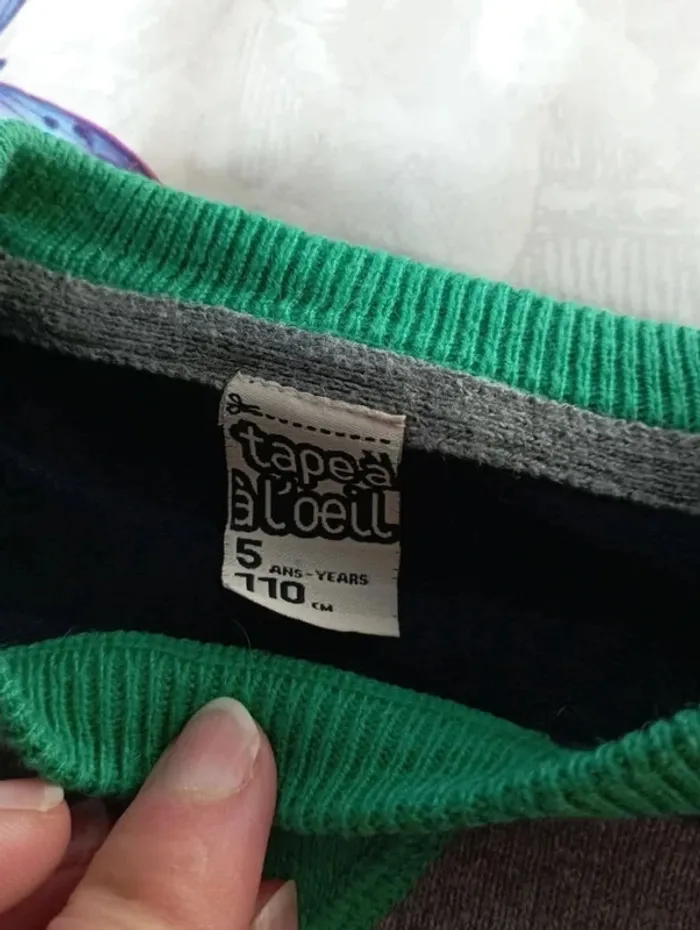 tape à
à l'oeil
5 ANS-YEARS
110 CM